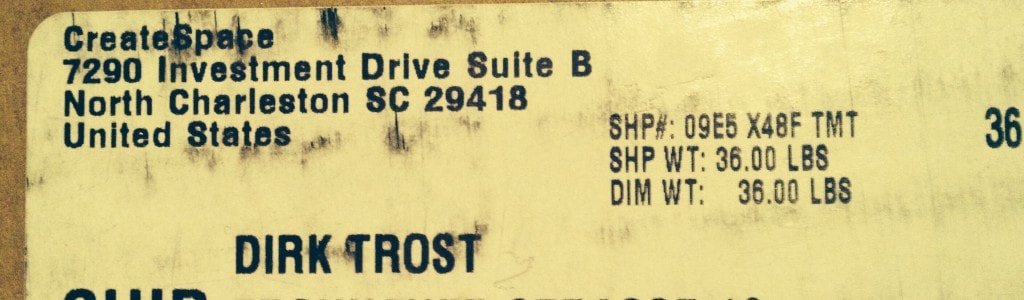 CreateSpace
7290 Investment Drive Suite B
North Charleston SC 29418
United States
SHP#: 09E5 X48F TMT
SHP WT: 36.00 LBS
DIM WT: 36.00 LBS
36
DIRK TROST